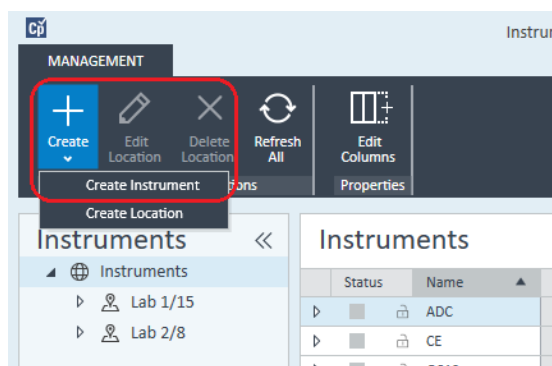 Cp
Instru
MANAGEMENT
Create
Edit Location
Delete Location
Refresh All
Edit Columns
Create Instrument
ons
Properties
Create Location
Instruments
Instruments
Instruments
Status
Name
Lab 1/15
ADC
Lab 2/8
CE